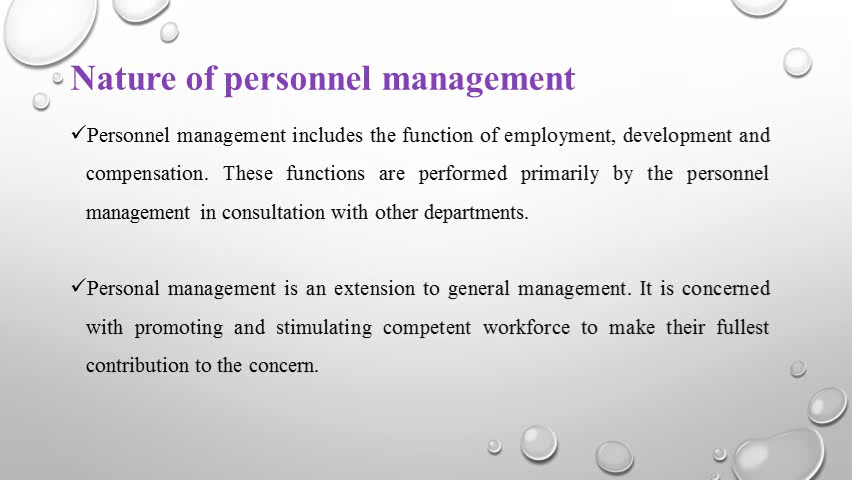 Nature of personnel management
✓Personnel management includes the function of employment, development and
compensation. These functions are performed primarily by the personnel
management in consultation with other departments.
✓Personal management is an extension to general management. It is concerned
with promoting and stimulating competent workforce to make their fullest
contribution to the concern.